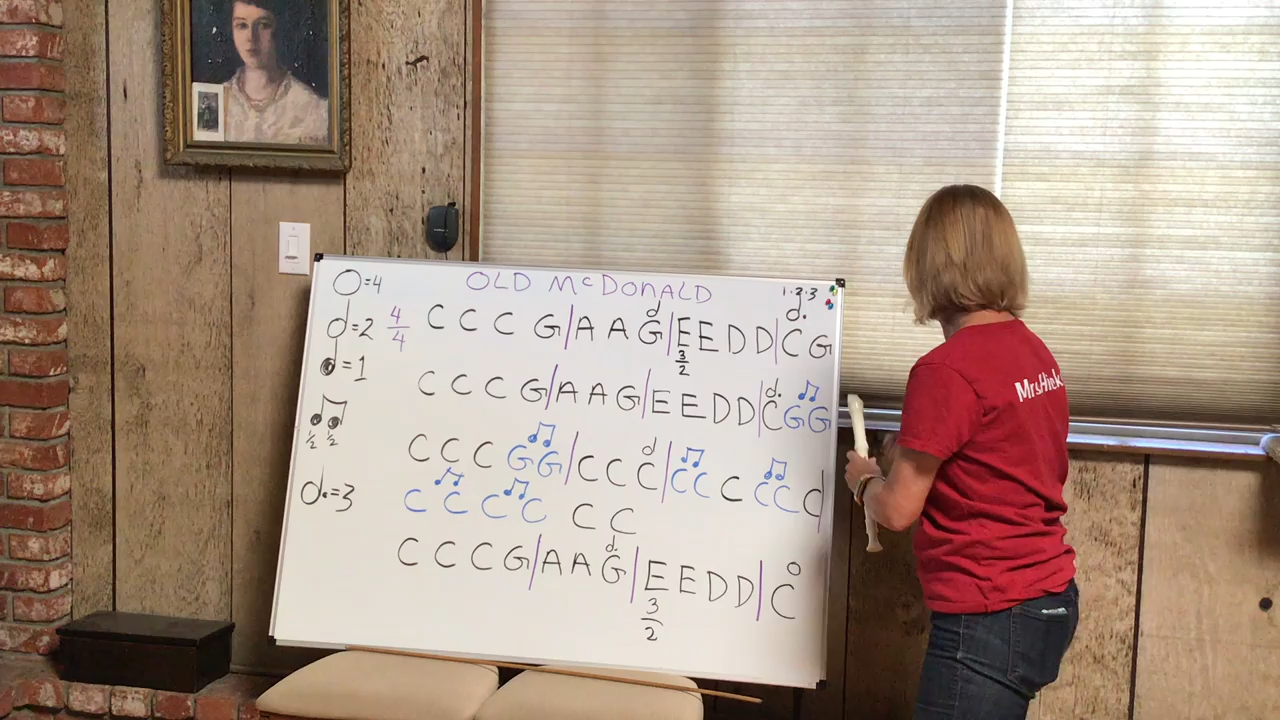 OLD McDONALD
1·2·3
O=4
d=2
4/4
=1
1/2 1/2
d.=3
C C C G|A A G|E E D D|C G
3/2
C C C G|A A G|E E D D|C G G
C C C G G|C C C|C C C C C C|
C C C C C C
C C C G|A A G|E E D D|C
3/2